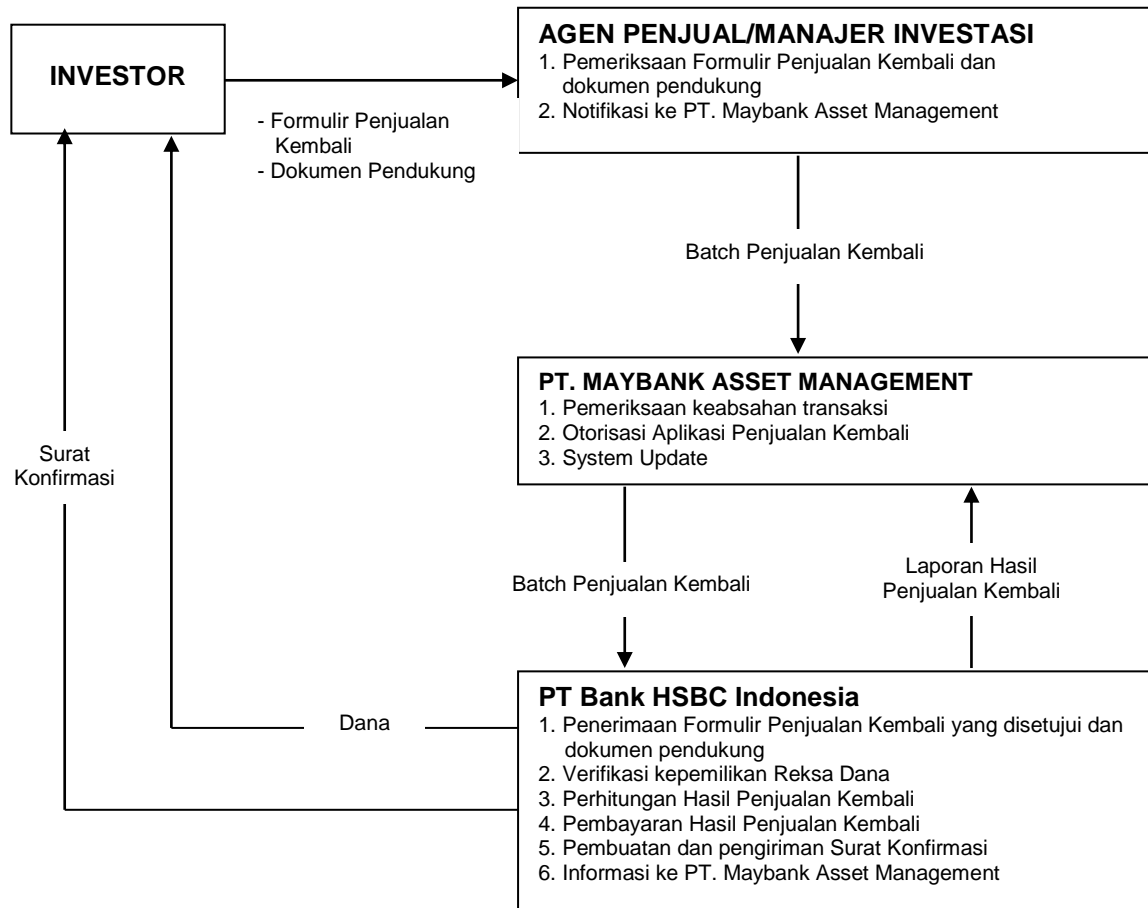 INVESTOR
AGEN PENJUAL/MANAJER INVESTASI
1. Pemeriksaan Formulir Penjualan Kembali dan
dokumen pendukung
2. Notifikasi ke PT. Maybank Asset Management
- Formulir Penjualan
Kembali
- Dokumen Pendukung
Batch Penjualan Kembali
PT. MAYBANK ASSET MANAGEMENT
1. Pemeriksaan keabsahan transaksi
2. Otorisasi Aplikasi Penjualan Kembali
3. System Update
Surat
Konfirmasi
Batch Penjualan Kembali
Laporan Hasil
Penjualan Kembali
Dana
PT Bank HSBC Indonesia
1. Penerimaan Formulir Penjualan Kembali yang disetujui dan
dokumen pendukung
2. Verifikasi kepemilikan Reksa Dana
3. Perhitungan Hasil Penjualan Kembali
4. Pembayaran Hasil Penjualan Kembali
5. Pembuatan dan pengiriman Surat Konfirmasi
6. Informasi ke PT. Maybank Asset Management